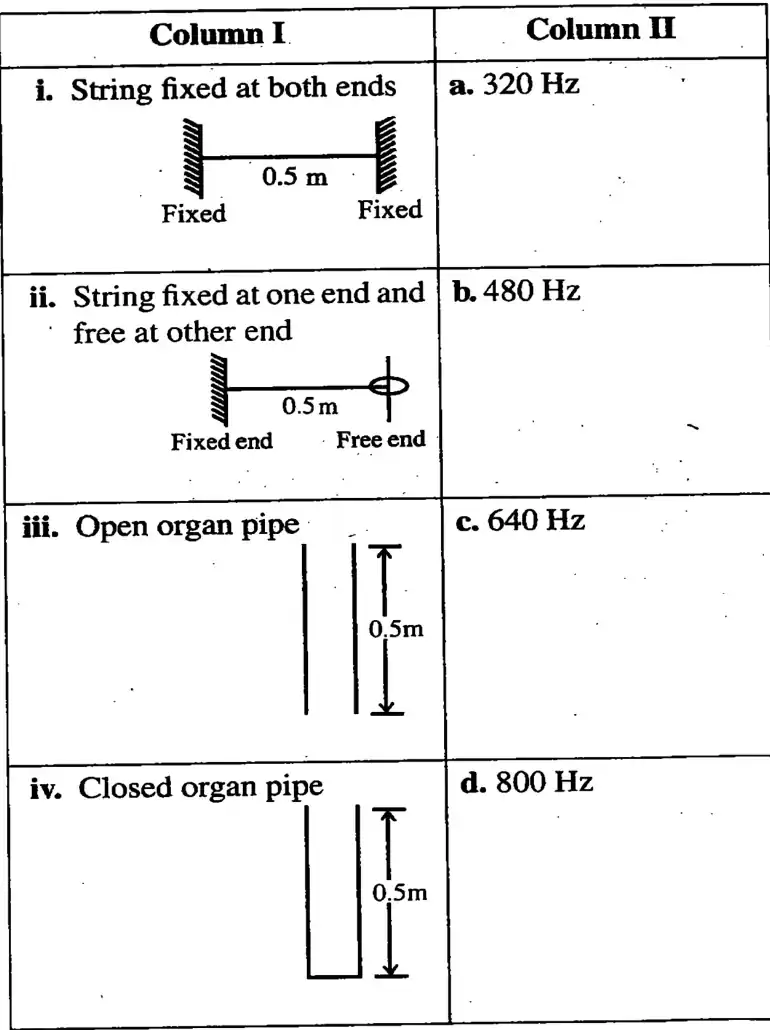 Column I
Column II
i. String fixed at both ends
a. 320 Hz
0.5 m
Fixed
Fixed
ii. String fixed at one end and
free at other end
b. 480 Hz
0.5 m
Fixed end
Free end
iii. Open organ pipe
c. 640 Hz
0.5m
iv. Closed organ pipe
d. 800 Hz
0.5m